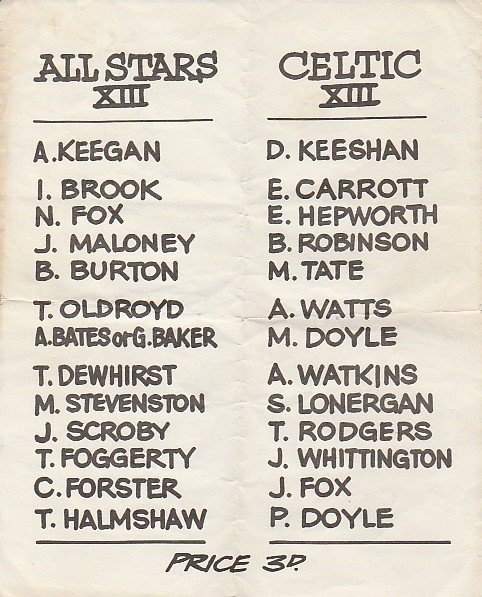 ALL STARS
XIII
A. KEEGAN
I. BROOK
N. FOX
J. MALONEY
B. BURTON
T. OLDROYD
A. BATES or G. BAKER
T. DEWHIRST
M. STEVENSTON
J. SCROBY
T. FOGGERTY
C. FORSTER
T. HALMSHAW
CELTIC
XIII
D. KEESHAN
E. CARROTT
E. HEPWORTH
B. ROBINSON
M. TATE
A. WATTS
M. DOYLE
A. WATKINS
S. LONERGAN
T. RODGERS
J. WHITTINGTON
J. FOX
P. DOYLE
PRICE 3D.